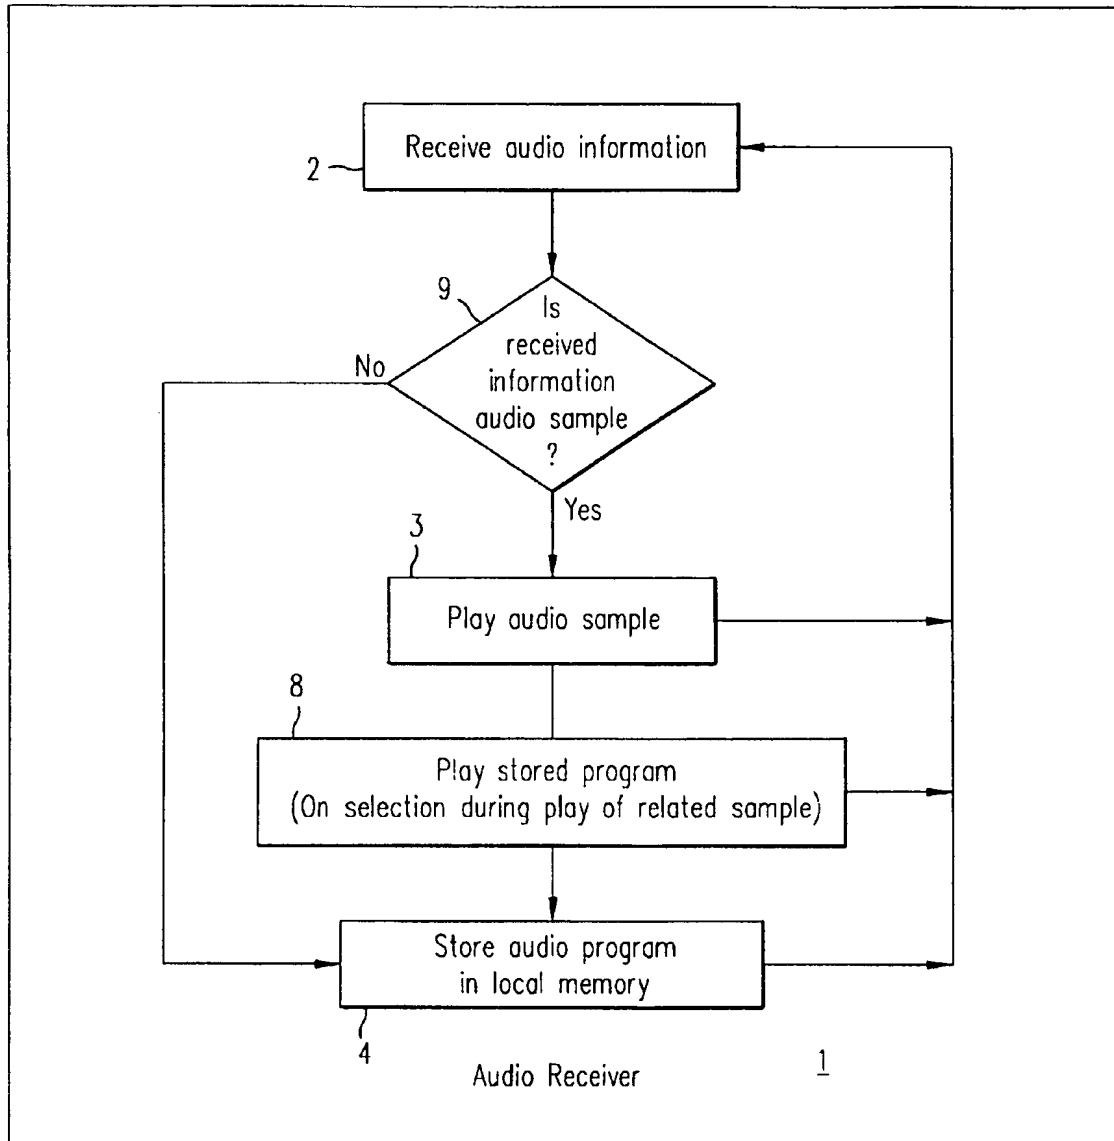 Receive audio information
2
9
Is
received
information
audio sample
?
No
Yes
3
Play audio sample
8
Play stored program
(On selection during play of related sample)
Store audio program
in local memory
4
Audio Receiver
1